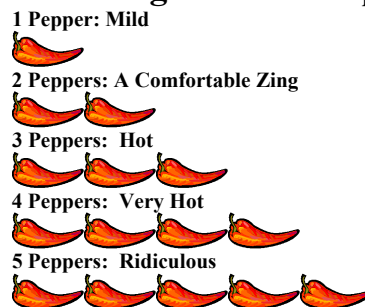 1 Pepper: Mild
2 Peppers: A Comfortable Zing
3 Peppers:  Hot
4 Peppers:  Very Hot
5 Peppers:  Ridiculous